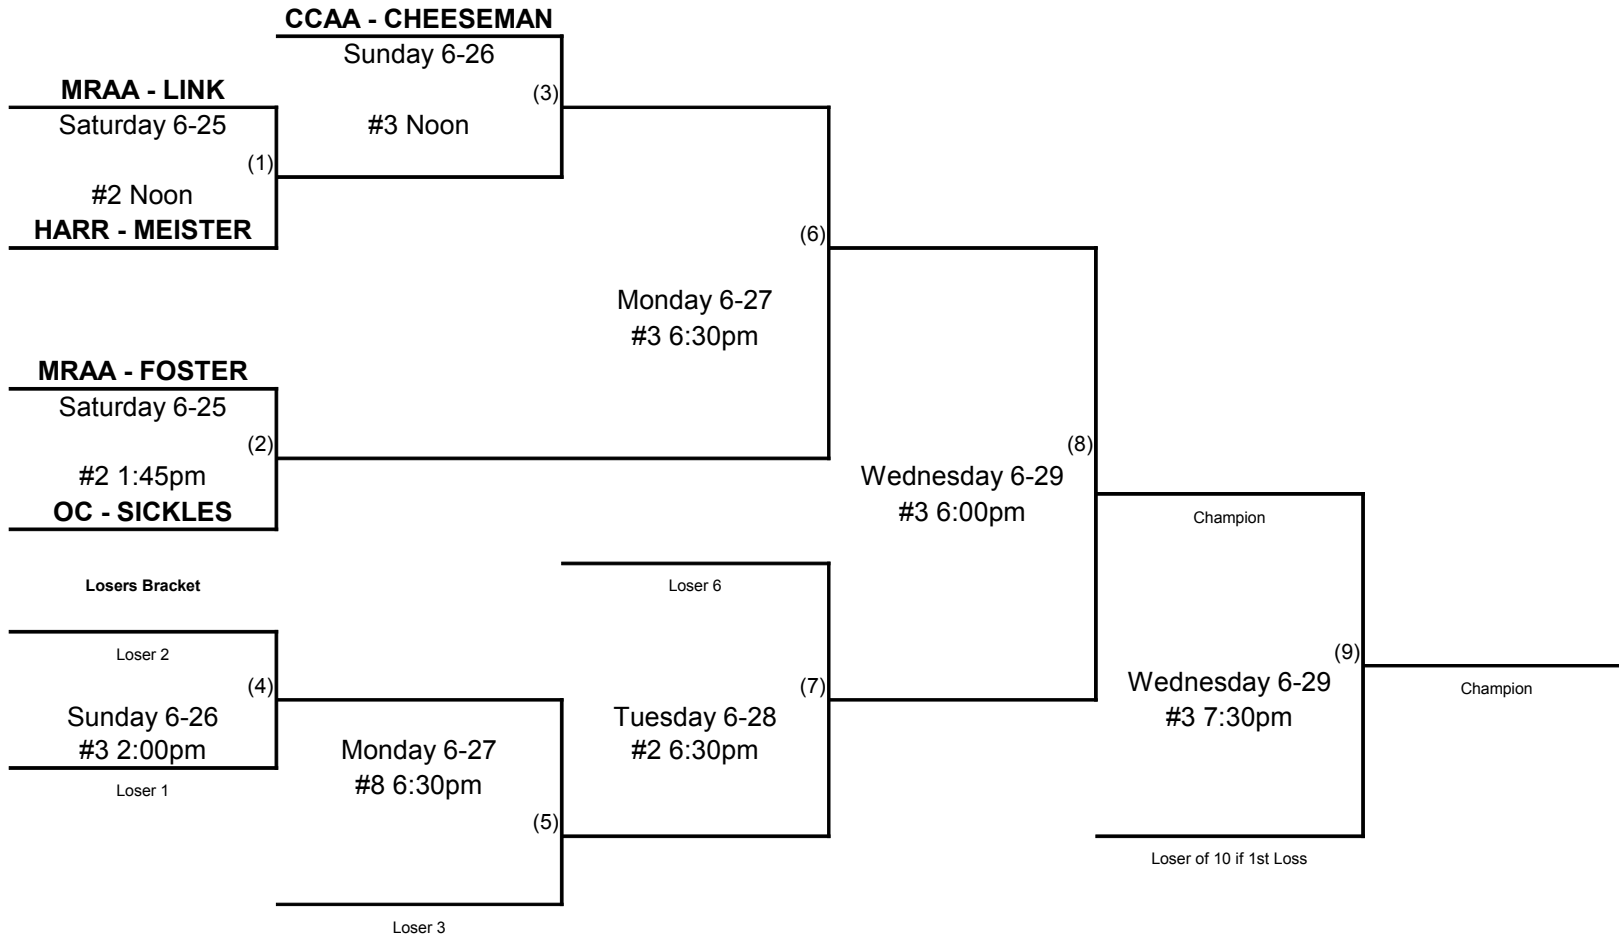 CCAA - CHEESEMAN
Sunday 6-26
(3)
#3 Noon
MRAA - LINK
Saturday 6-25
(1)
#2 Noon
HARR - MEISTER
(6)
Monday 6-27
#3 6:30pm
MRAA - FOSTER
Saturday 6-25
(2)
#2 1:45pm
OC - SICKLES
(8)
Wednesday 6-29
#3 6:00pm
Champion
Losers Bracket
Loser 6
Loser 2
(4)
Sunday 6-26
#3 2:00pm
Loser 1
Monday 6-27
#8 6:30pm
(5)
Loser 3
(7)
Tuesday 6-28
#2 6:30pm
(9)
Wednesday 6-29
#3 7:30pm
Champion
Loser of 10 if 1st Loss